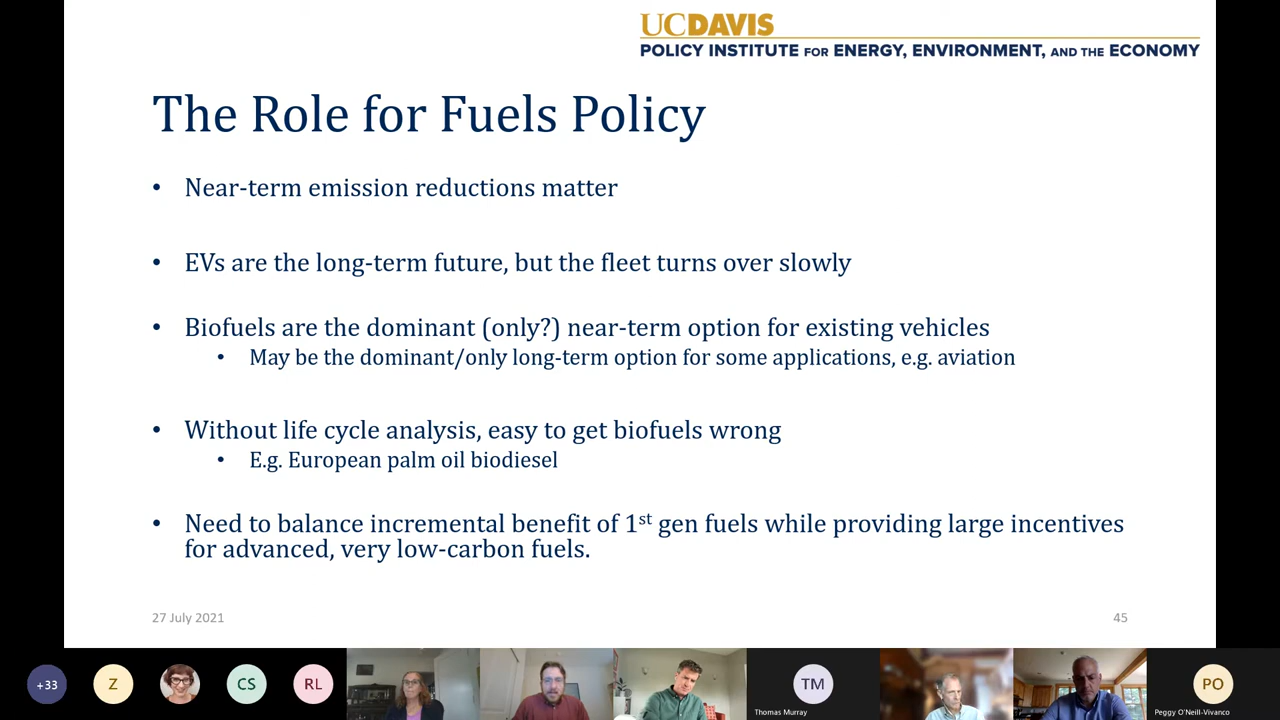 UCDAVIS
POLICY INSTITUTE FOR ENERGY, ENVIRONMENT, AND THE ECONOMY
The Role for Fuels Policy
• Near-term emission reductions matter
• EVs are the long-term future, but the fleet turns over slowly
• Biofuels are the dominant (only?) near-term option for existing vehicles
• May be the dominant/only long-term option for some applications, e.g. aviation
• Without life cycle analysis, easy to get biofuels wrong
• E.g. European palm oil biodiesel
• Need to balance incremental benefit of 1st gen fuels while providing large incentives
for advanced, very low-carbon fuels.
27 July 2021
45
+33
Z
CS
RL
TM
Thomas Murray
PO
Peggy O'Neill-Vivanco